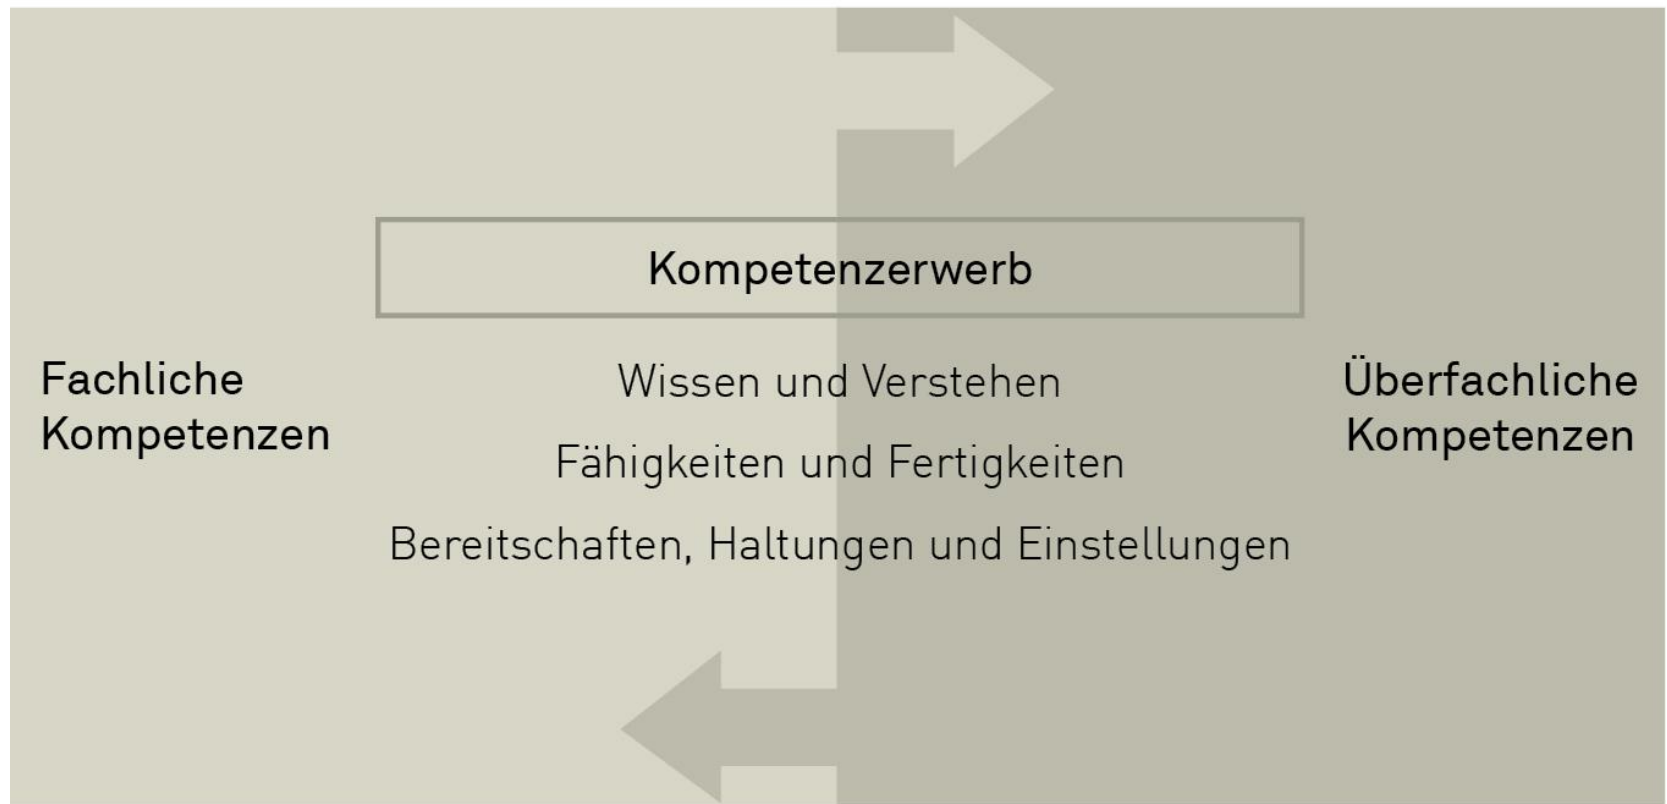 Kompetenzerwerb
Fachliche
Kompetenzen
Wissen und Verstehen
Fähigkeiten und Fertigkeiten
Bereitschaften, Haltungen und Einstellungen
Überfachliche
Kompetenzen